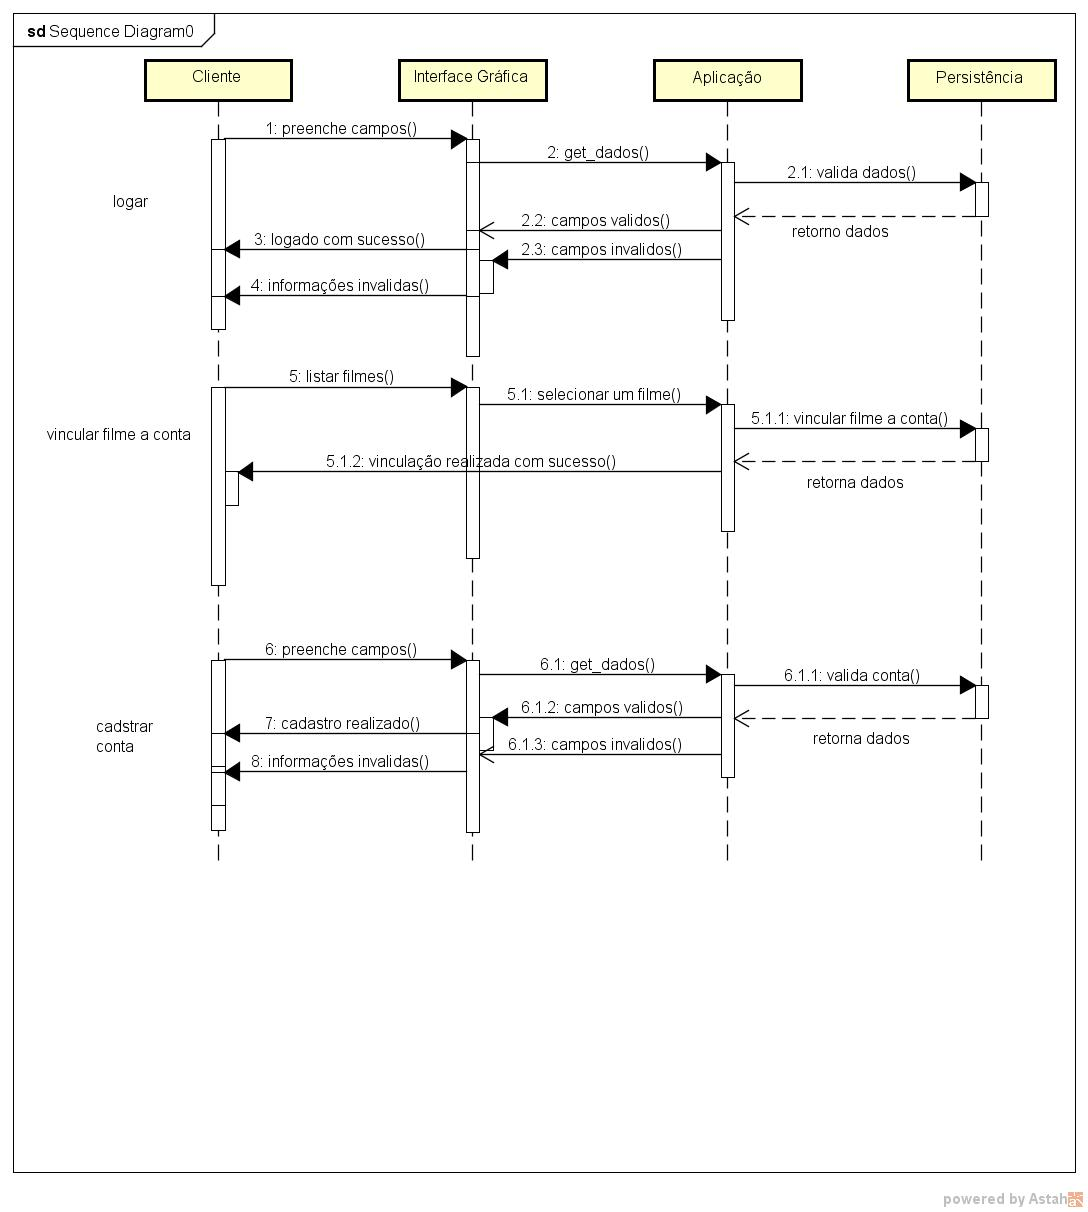 sd Sequence Diagram0
Cliente
Interface Gráfica
Aplicação
Persistência
1: preenche campos()
2: get_dados()
2.1: valida dados()
logar
2.2: campos validos()
retorno dados
3: logado com sucesso()
2.3: campos invalidos()
4: informações invalidas()
5: listar filmes()
5.1: selecionar um filme()
5.1.1: vincular filme a conta()
vincular filme a conta
5.1.2: vinculação realizada com sucesso()
retorna dados
6: preenche campos()
6.1: get_dados()
6.1.1: valida conta()
6.1.2: campos validos()
cadstrar
conta
7: cadastro realizado()
retorna dados
6.1.3: campos invalidos()
8: informações invalidas()
powered by Astah